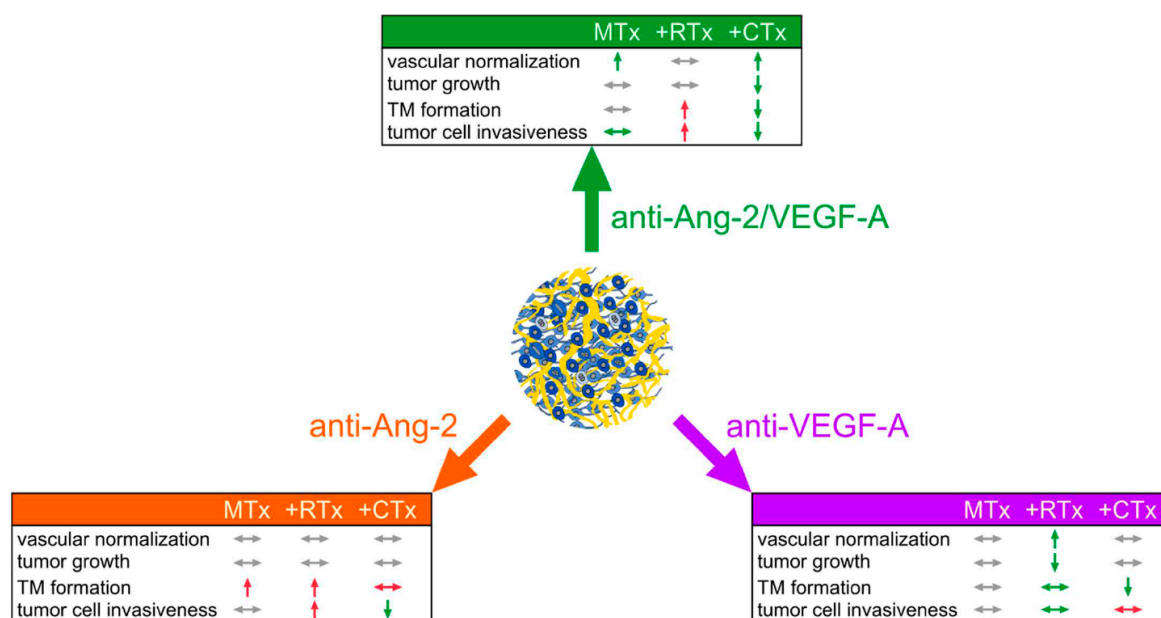 MTx +RTx +CTx
vascular normalization ↑ ↔ ↑
tumor growth ↔ ↔ ↓
TM formation ↔ ↑ ↓
tumor cell invasiveness ↔ ↑ ↓
anti-Ang-2/VEGF-A
anti-Ang-2
anti-VEGF-A
MTx +RTx +CTx
vascular normalization ↔ ↔ ↔
tumor growth ↔ ↔ ↔
TM formation ↑ ↑ ↔
tumor cell invasiveness ↔ ↑ ↓
MTx +RTx +CTx
vascular normalization ↔ ↑ ↔
tumor growth ↔ ↓ ↔
TM formation ↔ ↔ ↓
tumor cell invasiveness ↔ ↔ ↔